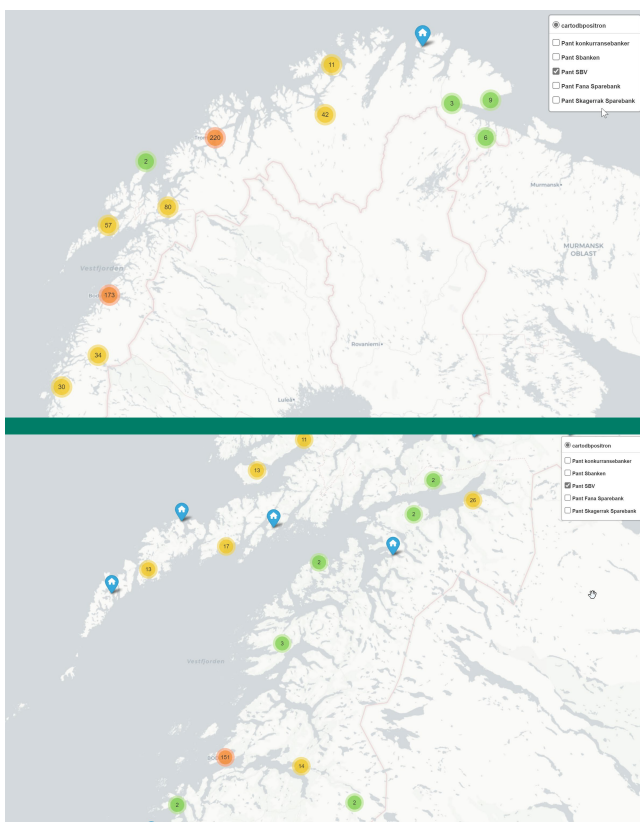 cartodbpositron
Pant konkurransebanker
Pant Sbanken
Pant SBV
Pant Fana Sparebank
Pant Skagerrak Sparebank
11
42
3
9
6
220
2
80
57
Murmansk
MURMANSK
OBLAST
Vestfjorden
173
Rovaniemi
34
30
Luleå
cartodbpositron
Pant konkurransebanker
Pant Sbanken
Pant SBV
Pant Fana Sparebank
Pant Skagerrak Sparebank
11
13
2
26
2
17
13
2
3
Vestfjorden
151
14
2
2